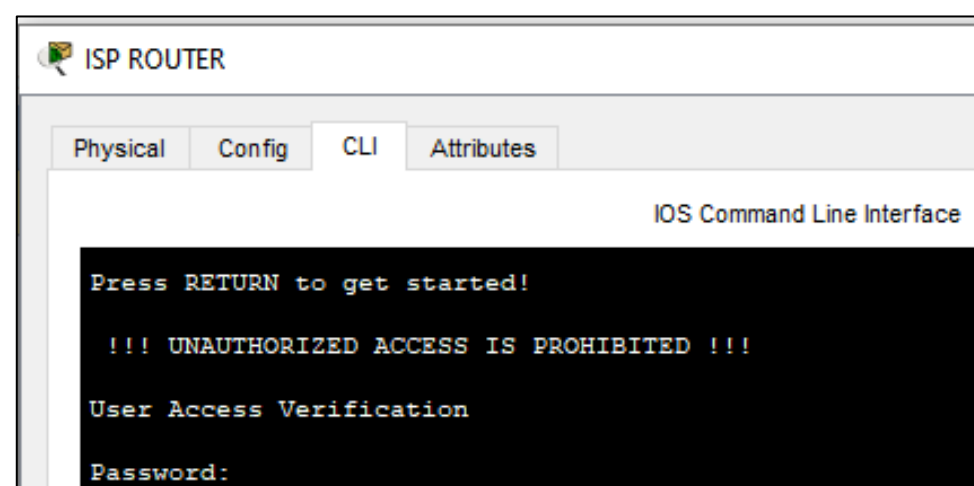 ISP ROUTER
Physical Config CLI Attributes
IOS Command Line Interface
Press RETURN to get started!
!!! UNAUTHORIZED ACCESS IS PROHIBITED !!!
User Access Verification
Password: